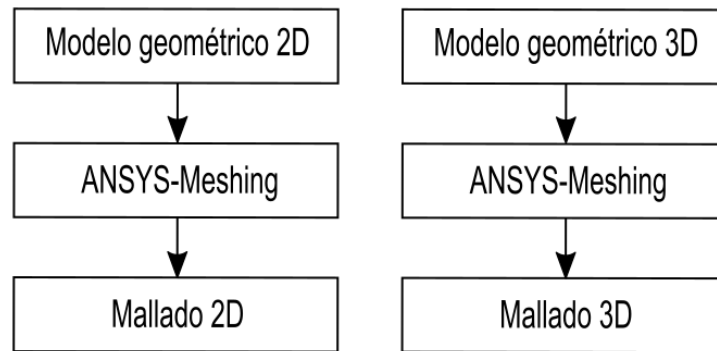 Modelo geométrico 2D
ANSYS-Meshing
Mallado 2D
Modelo geométrico 3D
ANSYS-Meshing
Mallado 3D